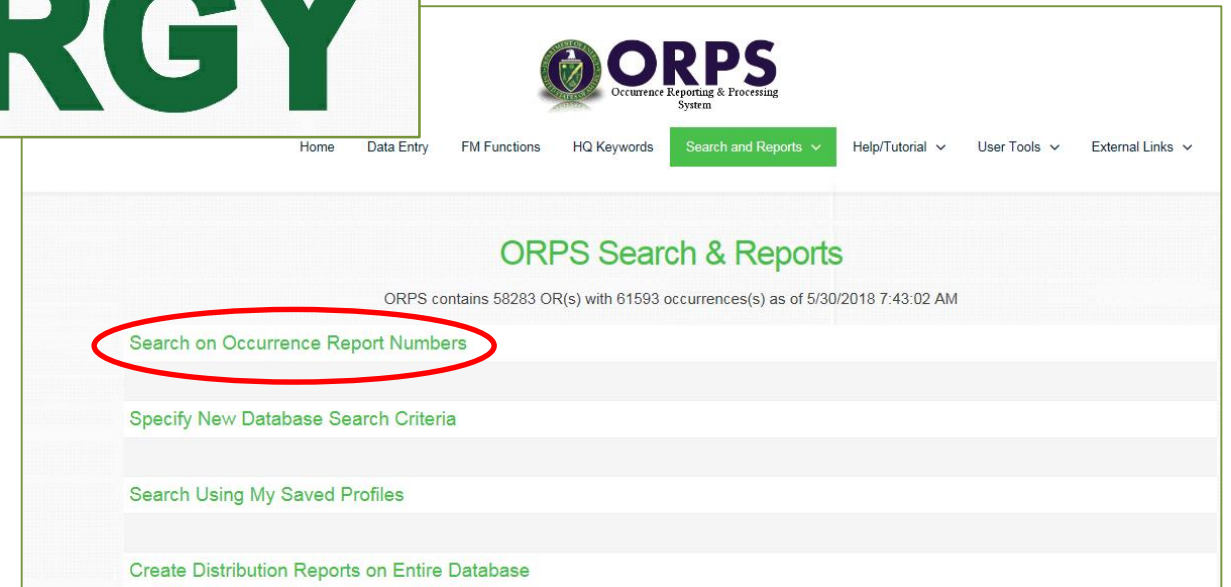 RGY
ORPS
Occurrence Reporting & Processing
System
Home Data Entry FM Functions HQ Keywords Search and Reports Help/Tutorial User Tools External Links
ORPS Search & Reports
ORPS contains 58283 OR(s) with 61593 occurrences(s) as of 5/30/2018 7:43:02 AM
Search on Occurrence Report Numbers
Specify New Database Search Criteria
Search Using My Saved Profiles
Create Distribution Reports on Entire Database